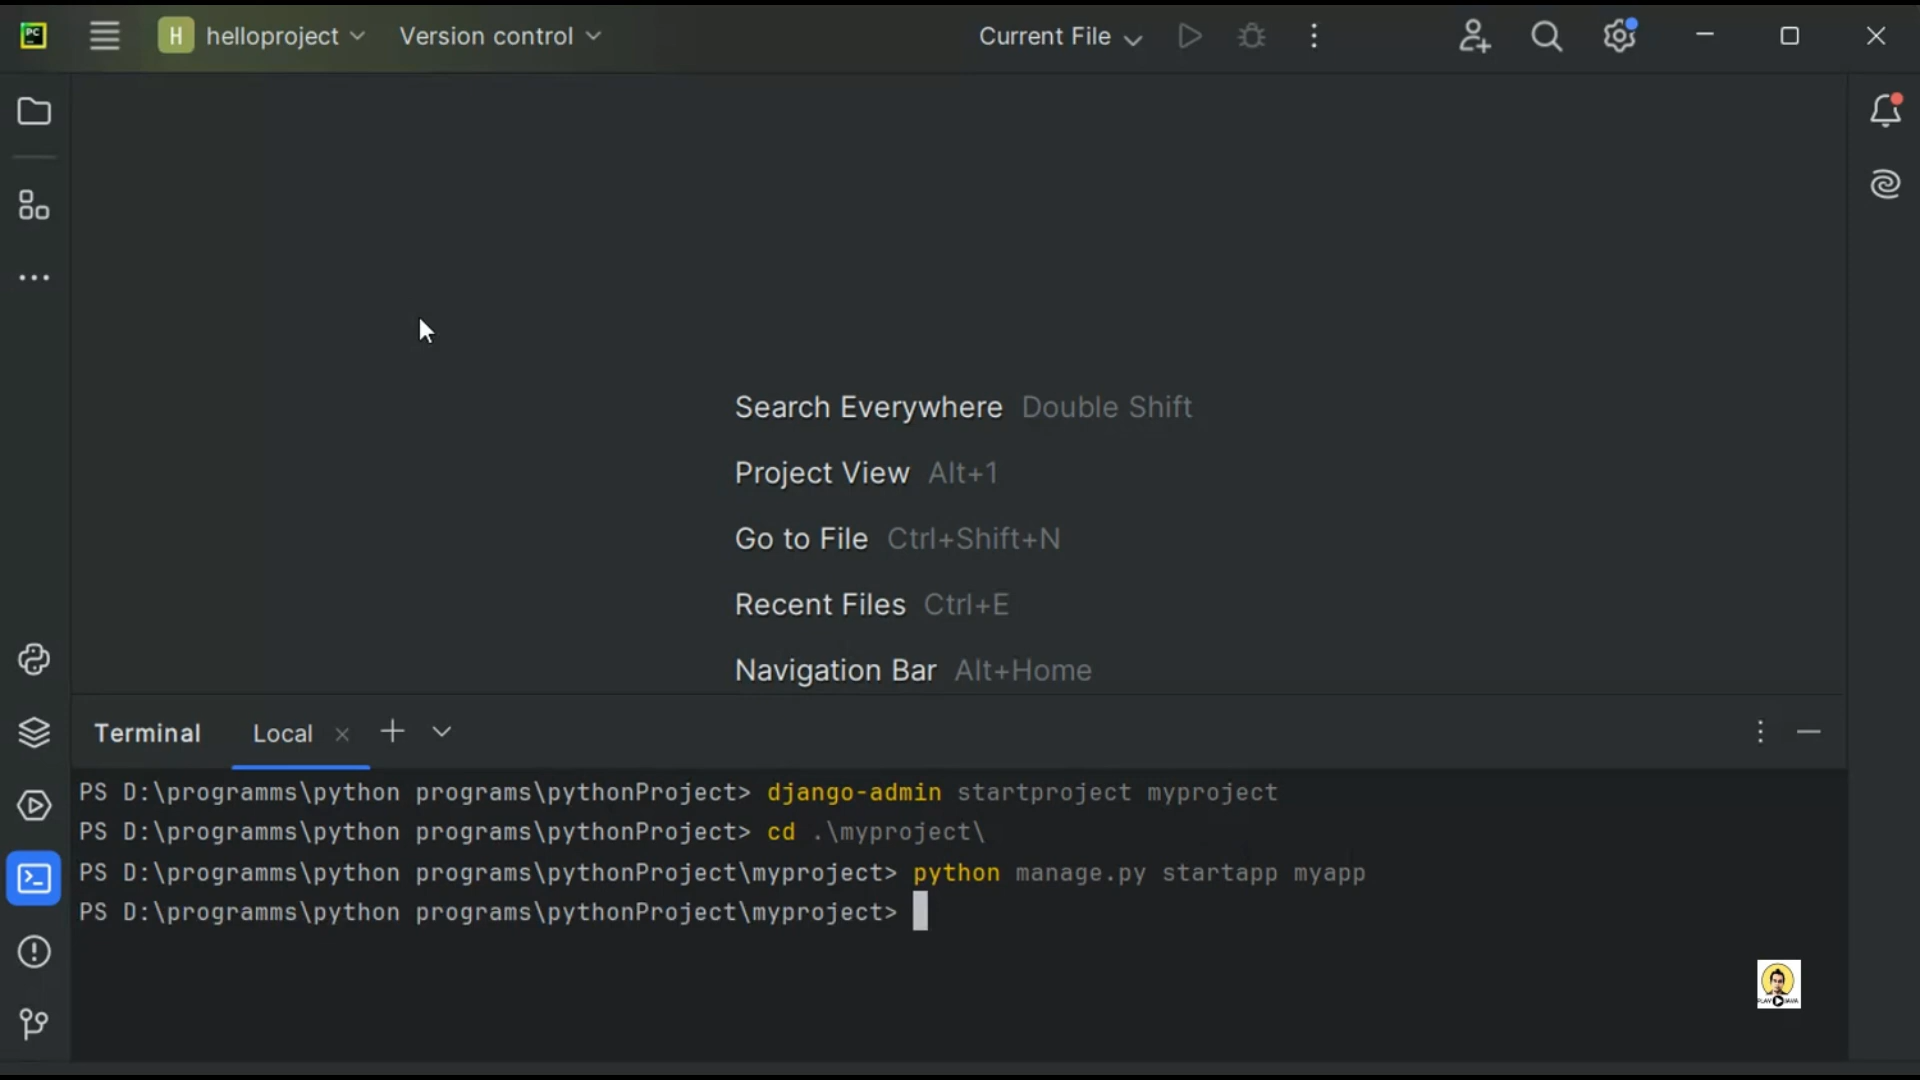 PC
H helloproject Version control Current File
Search Everywhere Double Shift
Project View Alt+1
Go to File Ctrl+Shift+N
Recent Files Ctrl+E
Navigation Bar Alt+Home
Terminal Local
PS D:\programms\python programs\pythonProject> django-admin startproject myproject
PS D:\programms\python programs\pythonProject> cd .\myproject\
PS D:\programms\python programs\pythonProject\myproject> python manage.py startapp myapp
PS D:\programms\python programs\pythonProject\myproject>
PLAY JAVA